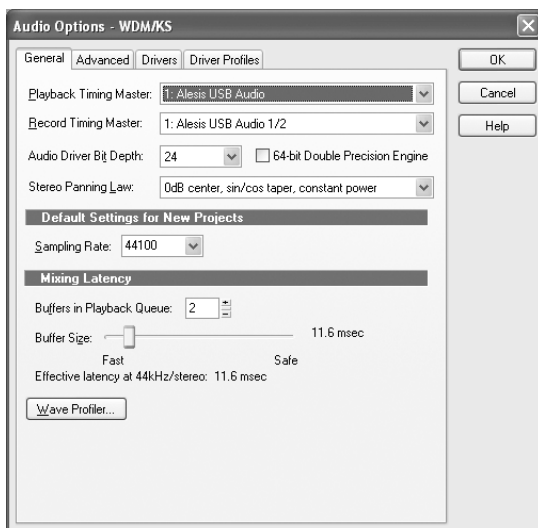 Audio Options - WDM/KS
General Advanced Drivers Driver Profiles
OK
Cancel
Help
Playback Timing Master: 1: Alesis USB Audio
Record Timing Master: 1: Alesis USB Audio 1/2
Audio Driver Bit Depth: 24 64-bit Double Precision Engine
Stereo Panning Law: 0dB center, sin/cos taper, constant power
Default Settings for New Projects
Sampling Rate: 44100
Mixing Latency
Buffers in Playback Queue: 2
Buffer Size: 11.6 msec
Fast Safe
Effective latency at 44kHz/stereo: 11.6 msec
Wave Profiler...